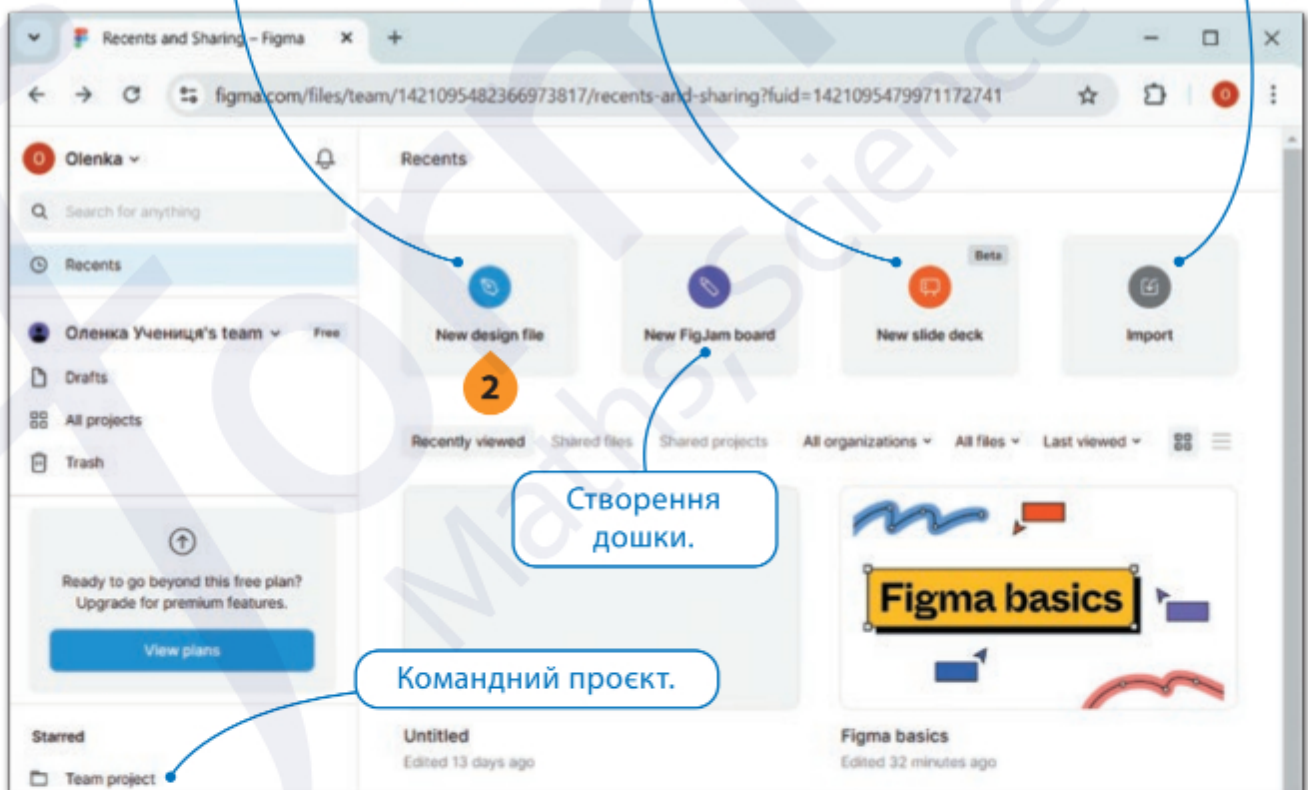 Recents and Sharing – Figma
figma.com/files/team/1421095482366973817/recents-and-sharing?fuid=1421095479971172741
O
O
Olenka
Search for anything
Recents
Оленка Учениця's team
Free
Drafts
All projects
Trash
Ready to go beyond this free plan?
Upgrade for premium features.
View plans
Командний проєкт.
Starred
Team project
Recents
New design file
2
New FigJam board
Beta
New slide deck
Import
Recently viewed
Shared files
Shared projects
All organizations
All files
Last viewed
Створення
дошки.
Figma basics
Untitled
Edited 13 days ago
Figma basics
Edited 32 minutes ago
Maths, Science